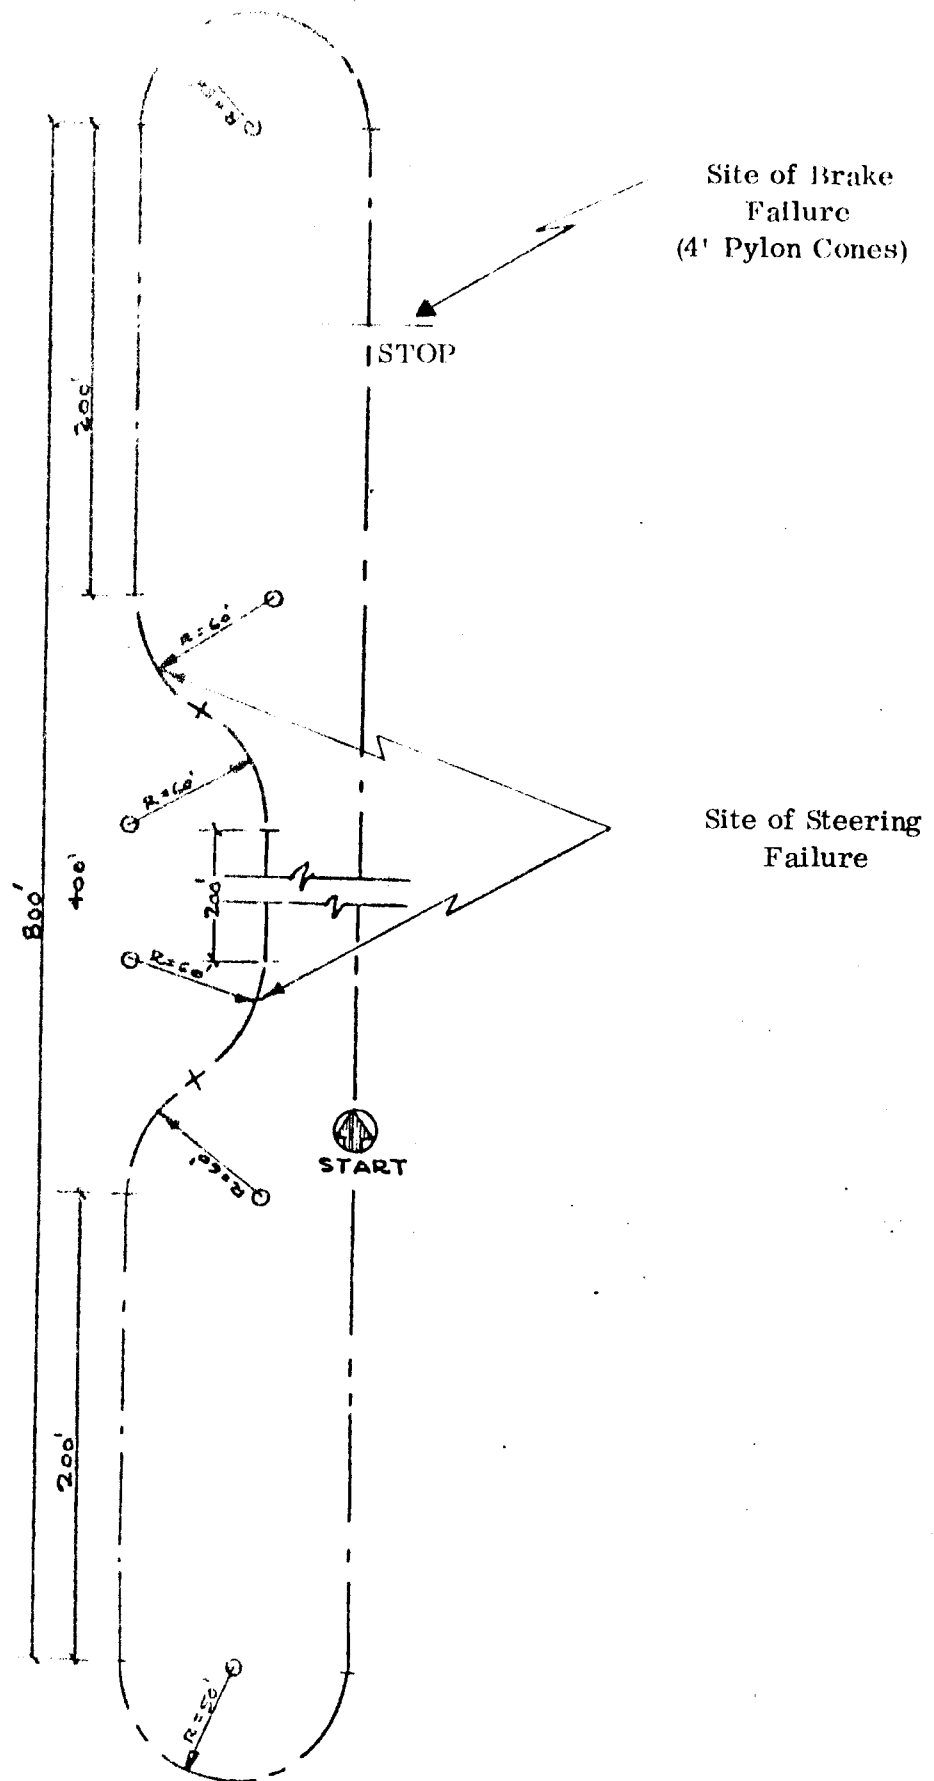 Site of Brake
Failure
(4' Pylon Cones)
STOP
200'
R=60'
R=60'
Site of Steering
Failure
800'
400'
200'
R=60'
START
R=60'
200'
R=50'